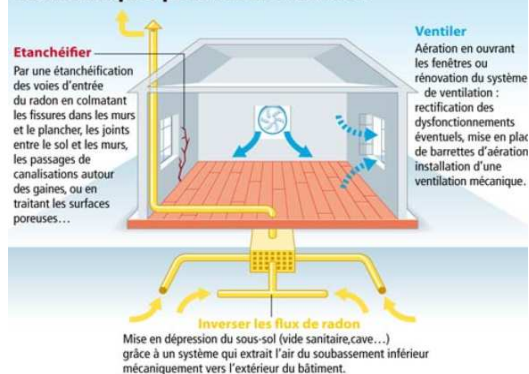 Etanchéifier
Par une étanchéification
des voies d'entrée
du radon en colmatant
les fissures dans les murs
et le plancher, les joints
entre le sol et les murs,
les passages de
canalisations autour
des gaines, ou en
traitant les surfaces
poreuses...
Ventiler
Aération en ouvrant
les fenêtres ou
rénovation du système
de ventilation :
rectification des
dysfonctionnements
éventuels, mise en plac
de barrettes d'aération
installation d'une
ventilation mécanique.
Inverser les flux de radon
Mise en dépression du sous-sol (vide sanitaire,cave...)
grâce à un système qui extrait l'air du soubassement inférieur
mécaniquement vers l'extérieur du bâtiment.